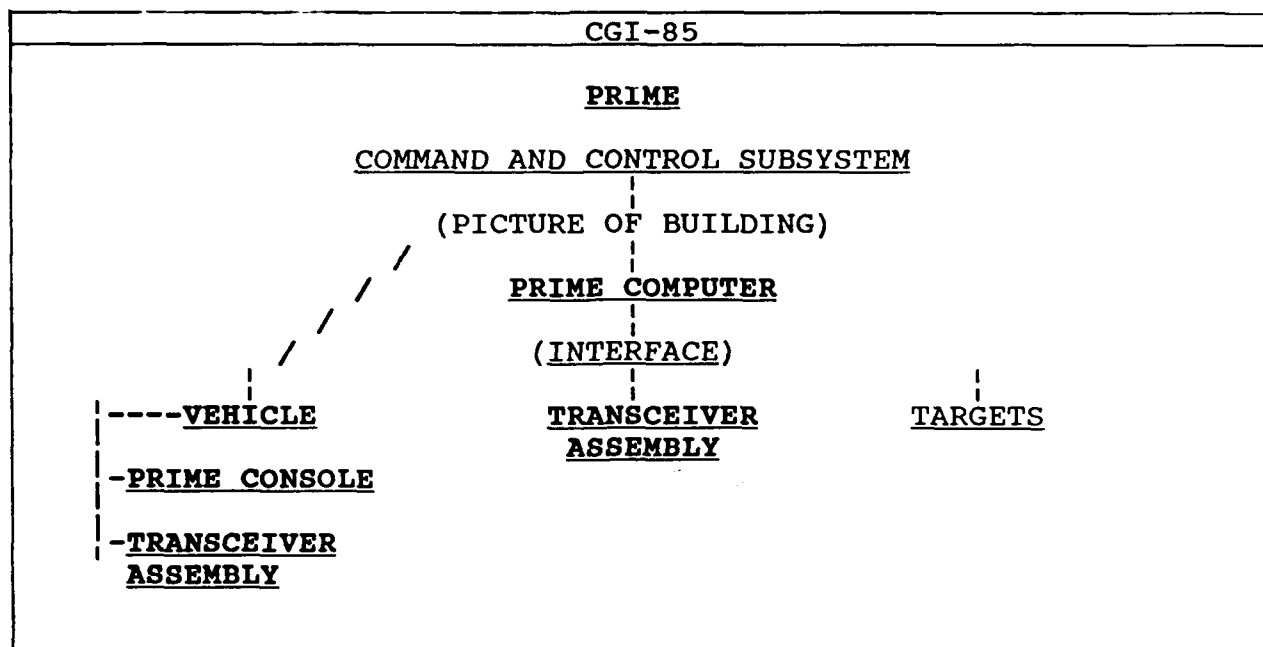 CGI-85
PRIME
COMMAND AND CONTROL SUBSYSTEM
(PICTURE OF BUILDING)
PRIME COMPUTER
(INTERFACE)
----VEHICLE
TRANSCEIVER
ASSEMBLY
TARGETS
-PRIME CONSOLE
-TRANSCEIVER
ASSEMBLY